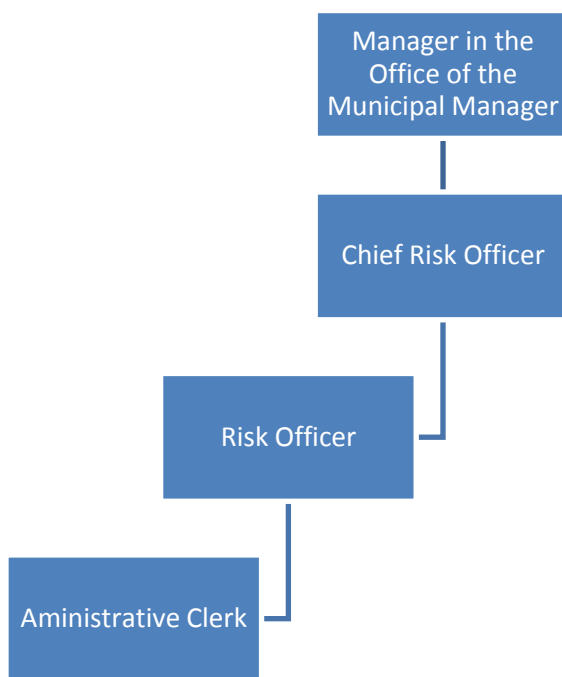 Manager in the
Office of the
Municipal Manager
Chief Risk Officer
Risk Officer
Aministrative Clerk